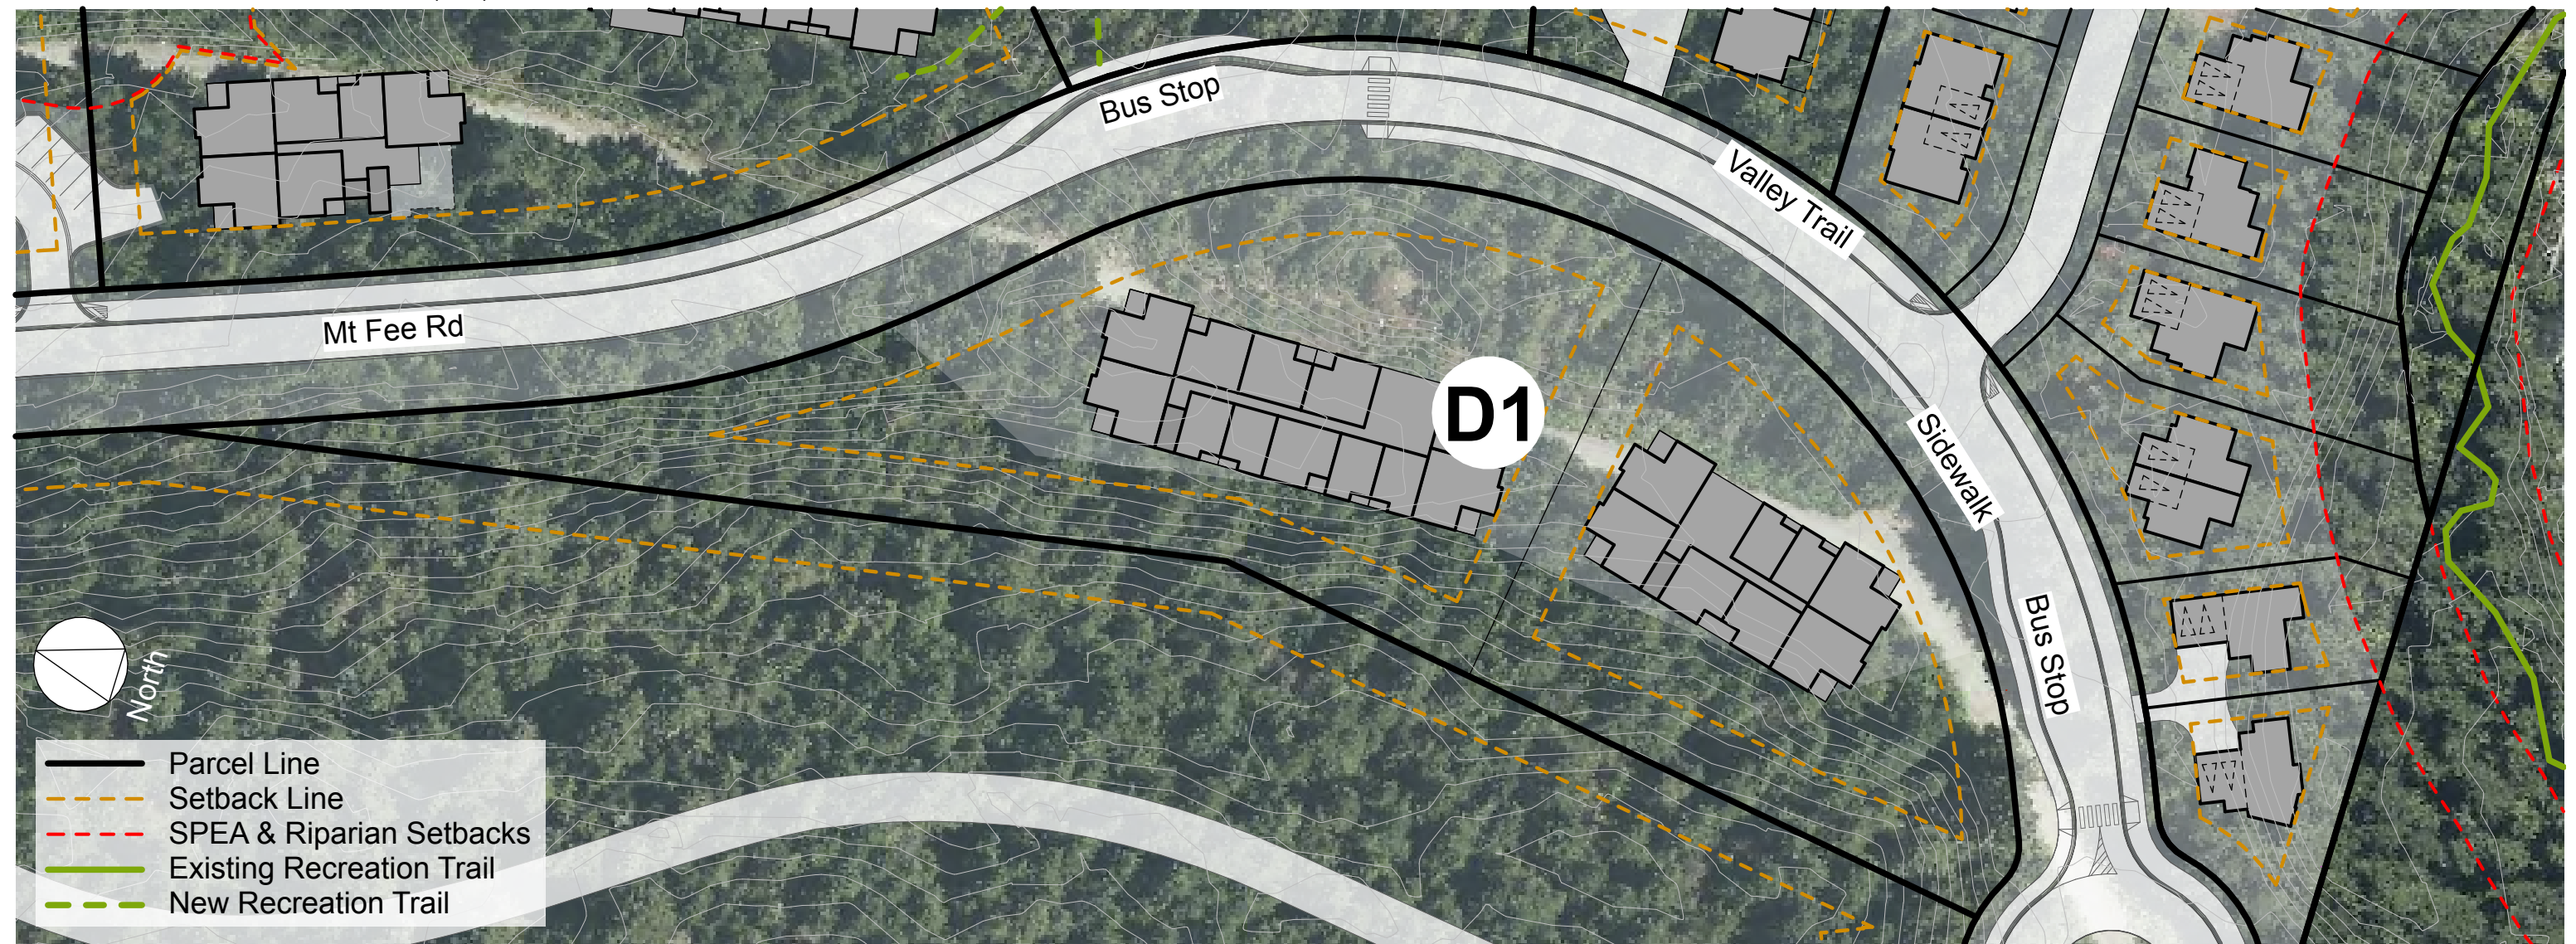 Bus Stop
Valley Trail
Mt Fee Rd
D1
Sidewalk
Bus Stop
North
Parcel Line
Setback Line
SPEA & Riparian Setbacks
Existing Recreation Trail
New Recreation Trail